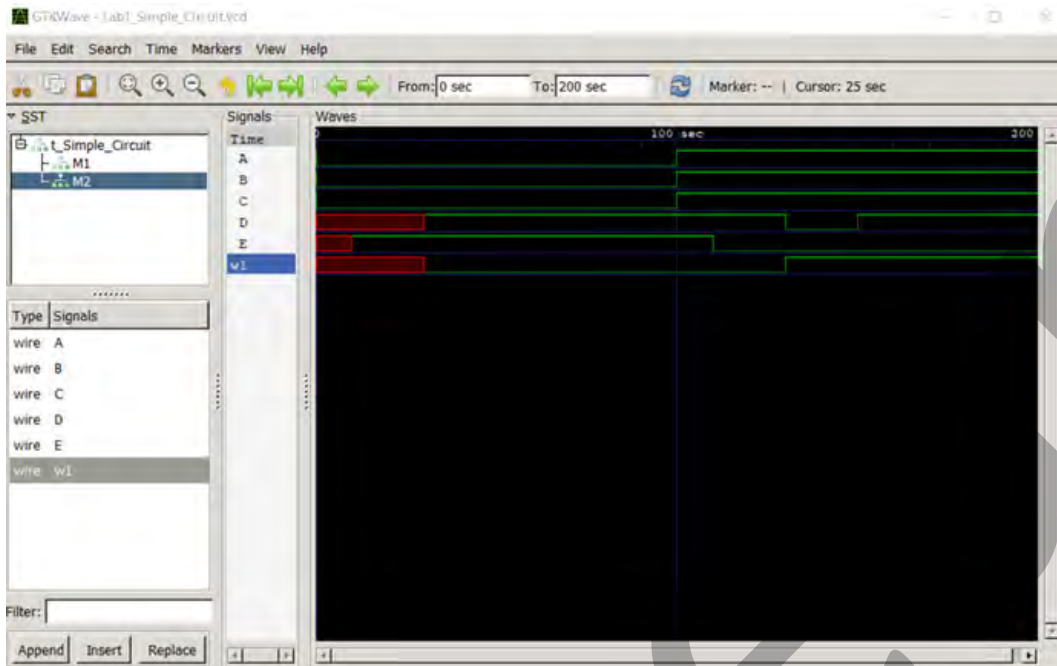 GTKWave - Lab1_Simple_Circuit.vcd
File Edit Search Time Markers View Help
From: 0 sec To: 200 sec Marker: -- | Cursor: 25 sec
SST
t_Simple_Circuit
M1
M2
Type Signals
wire A
wire B
wire C
wire D
wire E
wire w1
Filter:
Append Insert Replace
Signals
Time
A
B
C
D
E
w1
Waves
0 100 sec 200